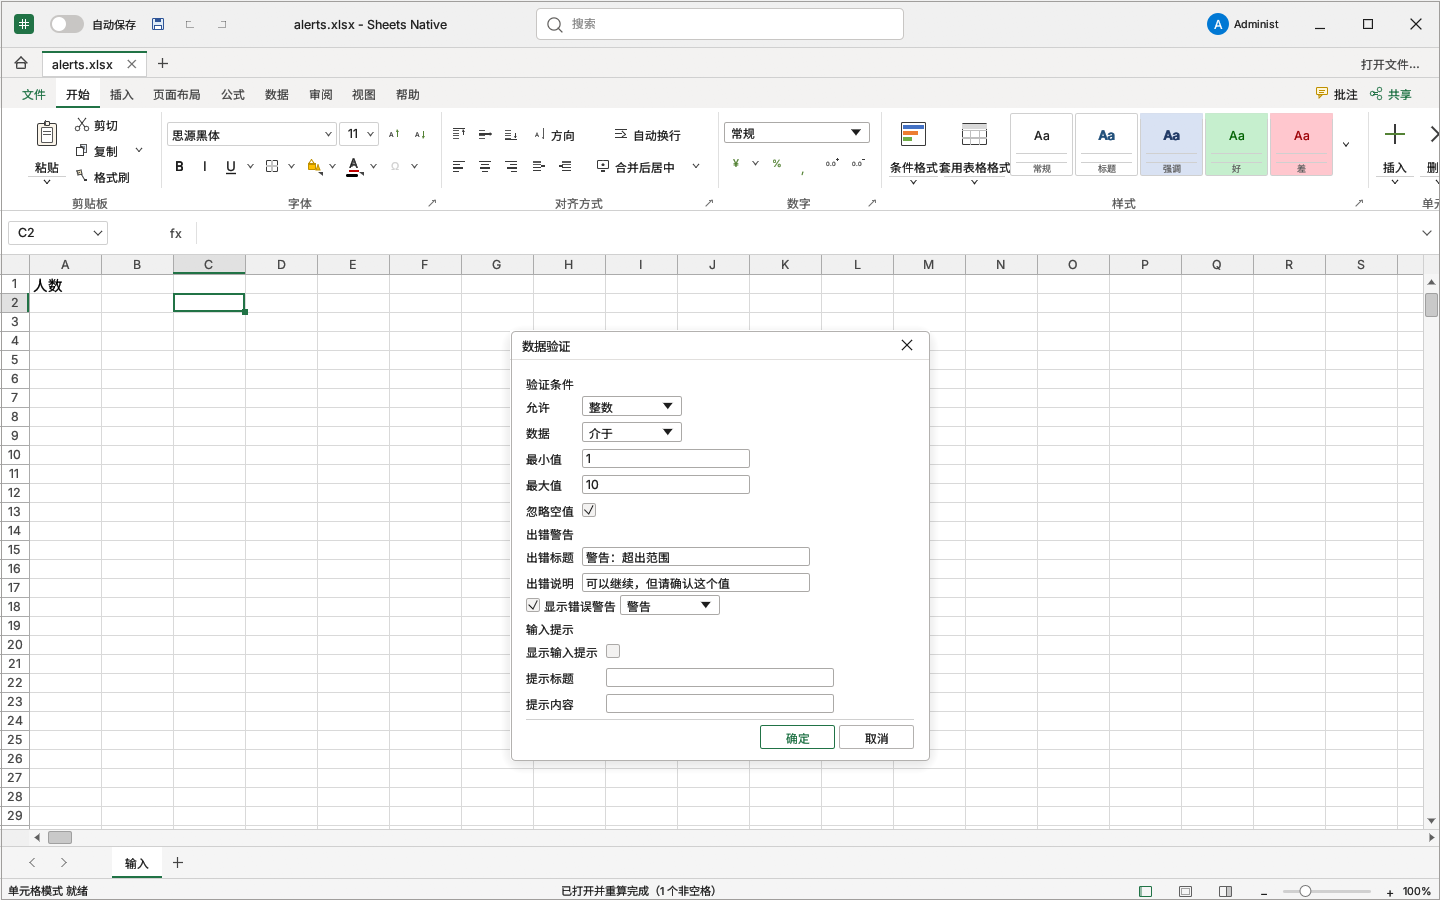 自动保存
alerts.xlsx - Sheets Native
搜索
A
Administ
alerts.xlsx
打开文件...
文件 开始 插入 页面布局 公式 数据 审阅 视图 帮助
批注 共享
粘贴
剪切
复制
格式刷
剪贴板
思源黑体 11
B I U A
字体
方向 自动换行
合并后居中
对齐方式
常规
¥ % ,
数字
条件格式 套用表格格式
Aa 常规
Aa 标题
Aa 强调
Aa 好
Aa 差
样式
插入
C2
fx
A B C D E F G H I J K L M N O P Q R S
1 人数
2
3
4
5
6
7
8
9
10
11
12
13
14
15
16
17
18
19
20
21
22
23
24
25
26
27
28
29
数据验证
验证条件
允许 整数
数据 介于
最小值 1
最大值 10
忽略空值
出错警告
出错标题 警告：超出范围
出错说明 可以继续，但请确认这个值
显示错误警告 警告
输入提示
显示输入提示
提示标题
提示内容
确定 取消
输入
单元格模式 就绪
已打开并重算完成（1 个非空格）
100%